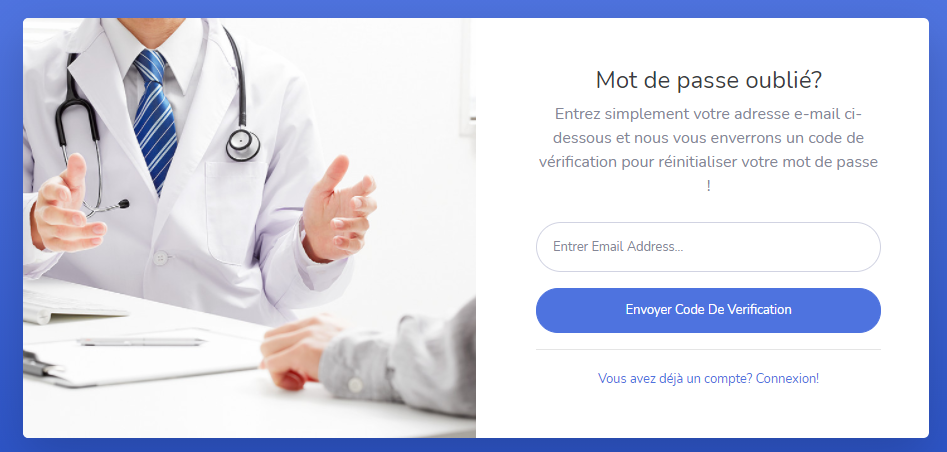 Mot de passe oublié?
Entrez simplement votre adresse e-mail ci-
dessous et nous vous enverrons un code de
vérification pour réinitialiser votre mot de passe
!
Entrer Email Address...
Envoyer Code De Verification
Vous avez déjà un compte? Connexion!